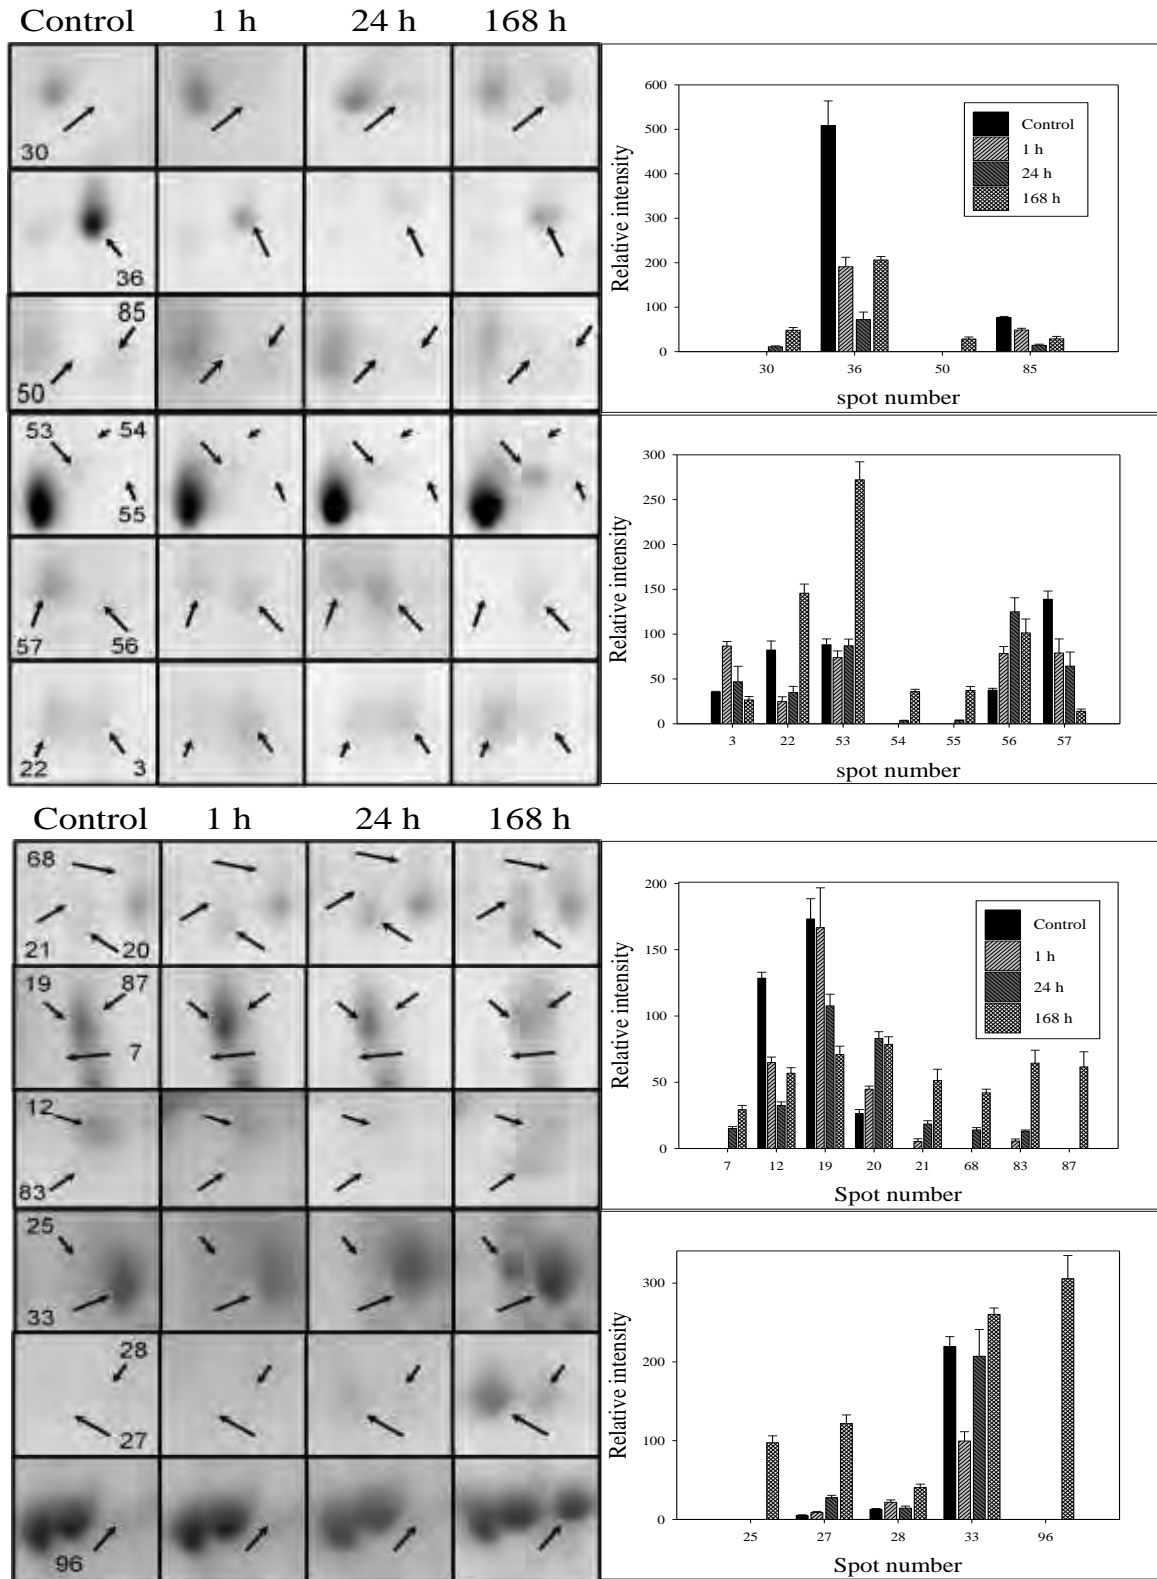 Control 1 h 24 h 168 h
30
36
85
50
53 54
55
57 56
22 3
600
500
400
300
200
100
0
Relative intensity
Control
1 h
24 h
168 h
30 36 50 85
spot number
300
250
200
150
100
50
0
Relative intensity
3 22 53 54 55 56 57
spot number
Control 1 h 24 h 168 h
68
21 20
19 87
7
12
83
25
33
28
27
96
200
150
100
50
0
Relative intensity
Control
1 h
24 h
168 h
7 12 19 20 21 68 83 87
Spot number
300
200
100
0
Relative intensity
25 27 28 33 96
Spot number